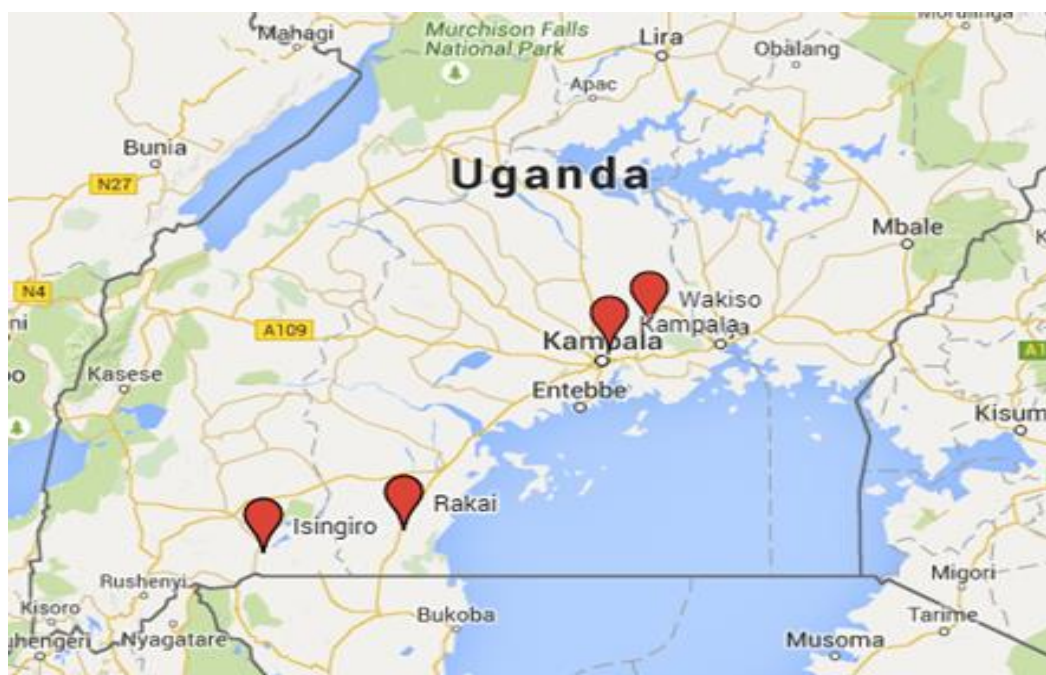 Murchison Falls
National Park
Mahagi
Lira
Obalang
Apac
Bunia
N27
Uganda
Mbale
N4
Wakiso
A109
Kampala
Kampala
Kasese
Entebbe
Kisum
Rakai
Isingiro
Rushenyi
Migori
Kisoro
Bukoba
Tarime
uhengeri
Nyagatare
Musoma